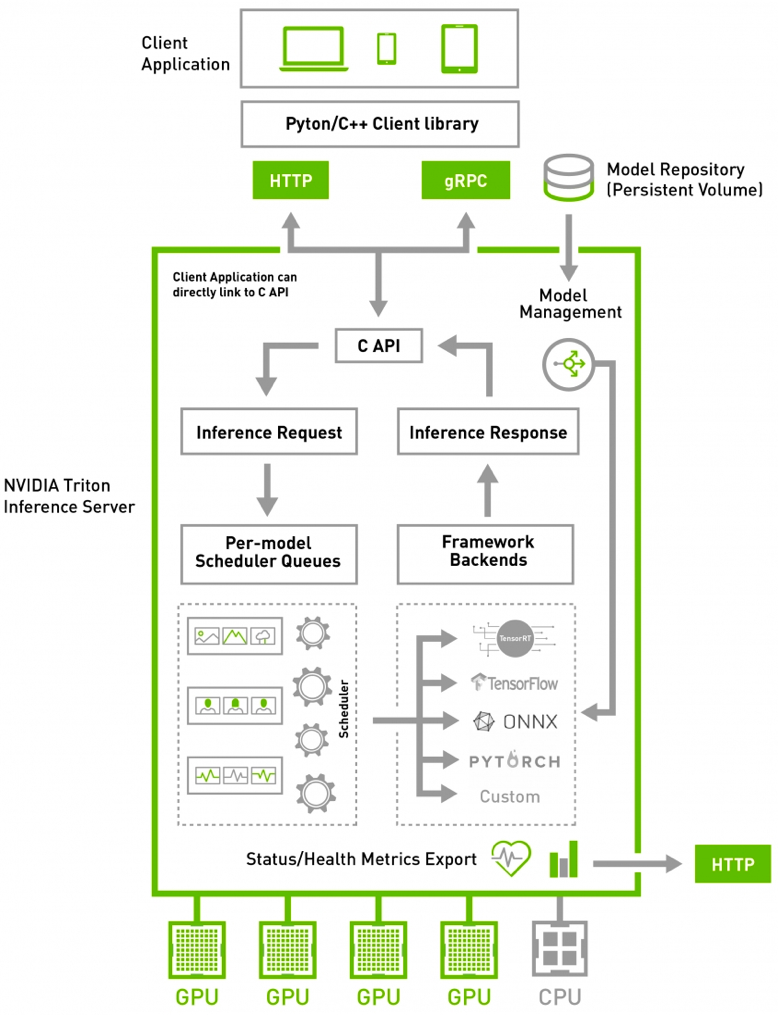 Client
Application
Pyton/C++ Client library
HTTP
gRPC
Model Repository
(Persistent Volume)
Client Application can
directly link to C API
Model
Management
C API
Inference Request
Inference Response
NVIDIA Triton
Inference Server
Per-model
Scheduler Queues
Framework
Backends
Scheduler
TensorRT
TensorFlow
ONNX
PYTORCH
Custom
Status/Health Metrics Export
HTTP
GPU
GPU
GPU
GPU
CPU